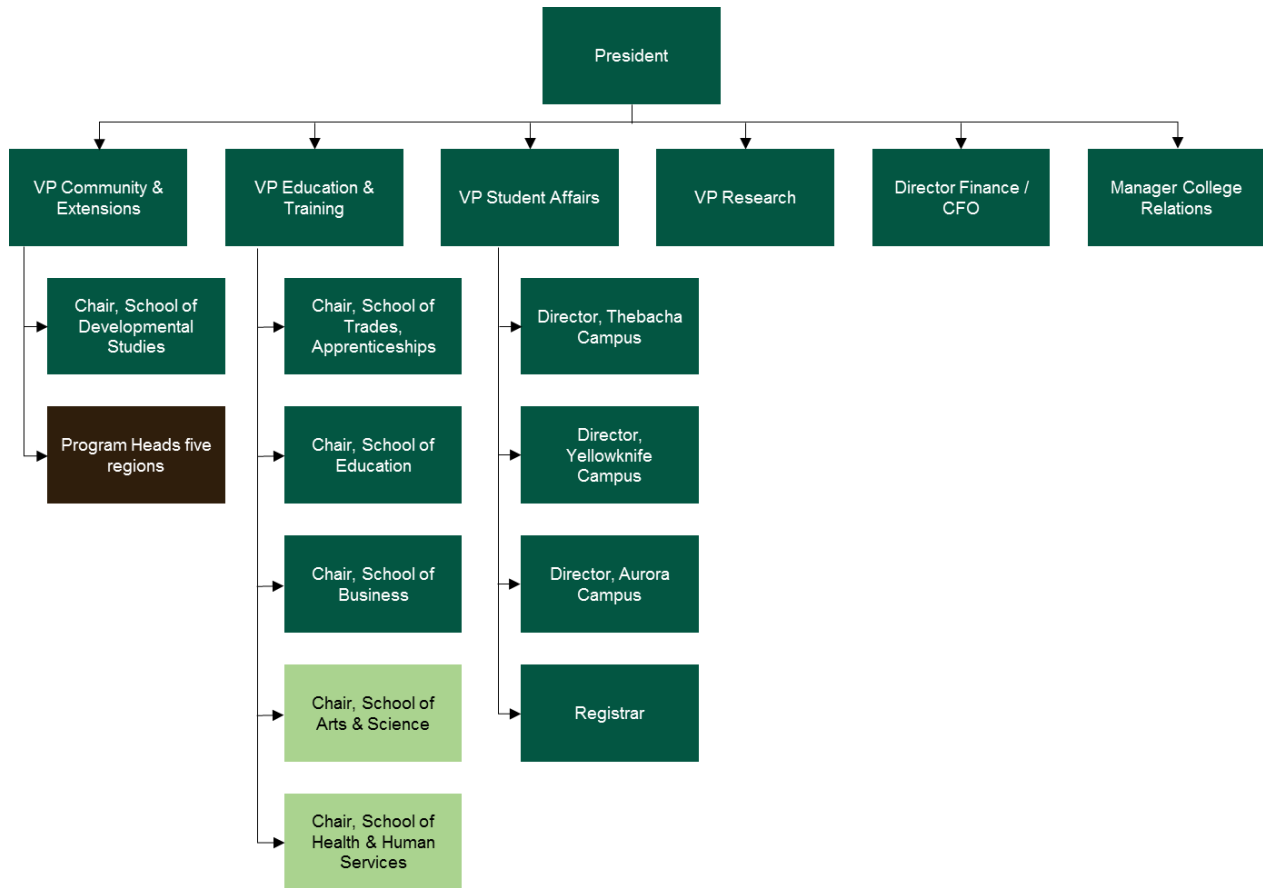 President
VP Community &
Extensions
VP Education &
Training
VP Student Affairs
VP Research
Director Finance /
CFO
Manager College
Relations
Chair, School of
Developmental
Studies
Program Heads five
regions
Chair, School of
Trades,
Apprenticeships
Chair, School of
Education
Chair, School of
Business
Chair, School of
Arts & Science
Chair, School of
Health & Human
Services
Director, Thebacha
Campus
Director,
Yellowknife
Campus
Director, Aurora
Campus
Registrar